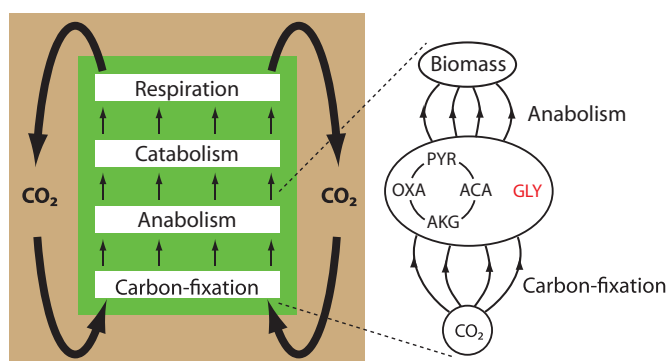 Respiration
Catabolism
CO₂
CO₂
Anabolism
Carbon-fixation
Biomass
Anabolism
PYR
OXA
ACA
GLY
AKG
Carbon-fixation
CO₂